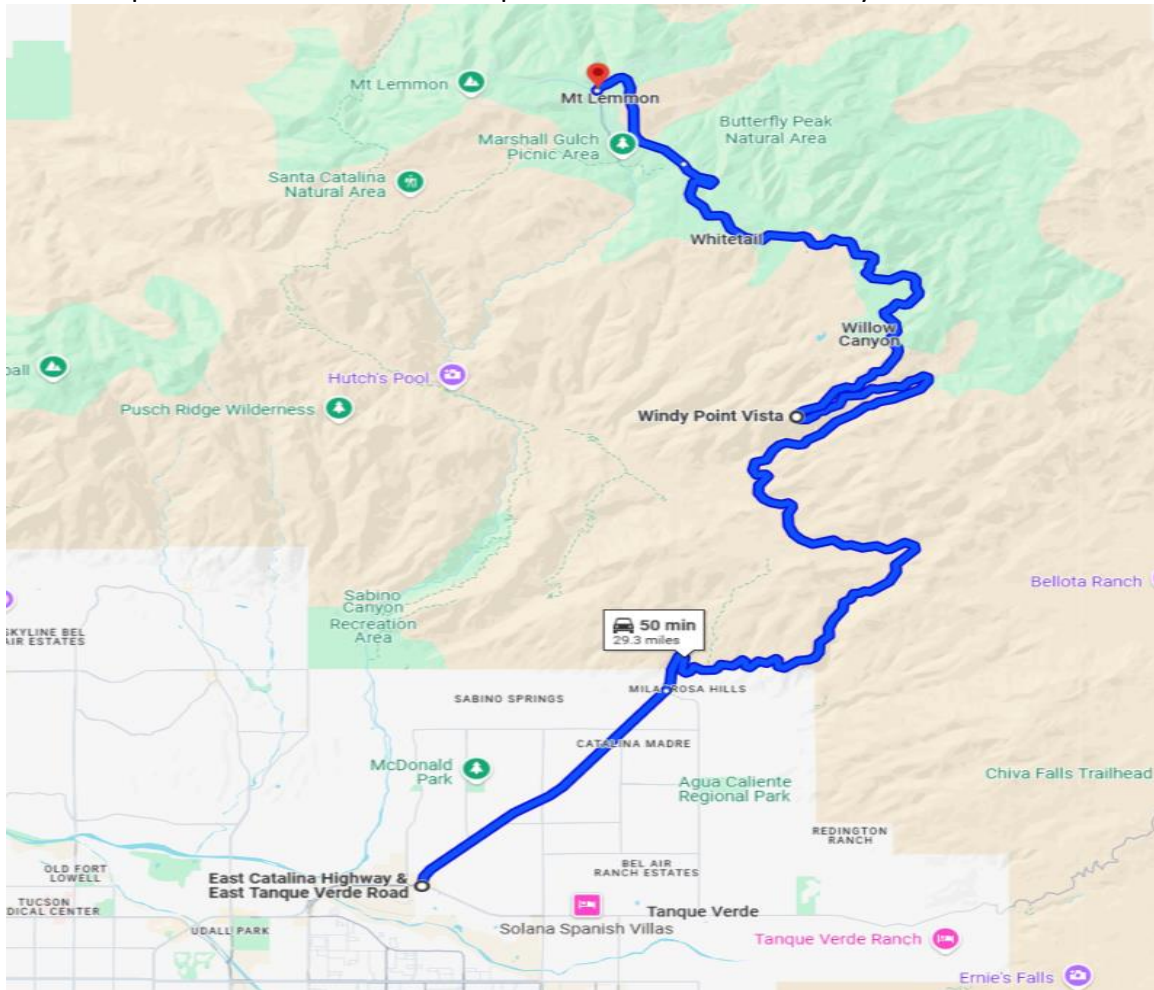 Mt Lemmon
Mt Lemmon
Butterfly Peak
Natural Area
Marshall Gulch
Picnic Area
Santa Catalina
Natural Area
Whitetail
Willow
Canyon
Hutch's Pool
Pusch Ridge Wilderness
Windy Point Vista
Bellota Ranch
Sabino
Canyon
Recreation
Area
50 min
29.3 miles
SKYLINE BEL
AIR ESTATES
SABINO SPRINGS
CATALINA MADRE
McDonald
Park
Agua Caliente
Regional Park
Chiva Falls Trailhead
REDINGTON
RANCH
OLD FORT
LOWELL
East Catalina Highway &
East Tanque Verde Road
BEL AIR
RANCH ESTATES
TUCSON
DICAL CENTER
UDALL PARK
Solana Spanish Villas
Tanque Verde
Tanque Verde Ranch
Ernie's Falls